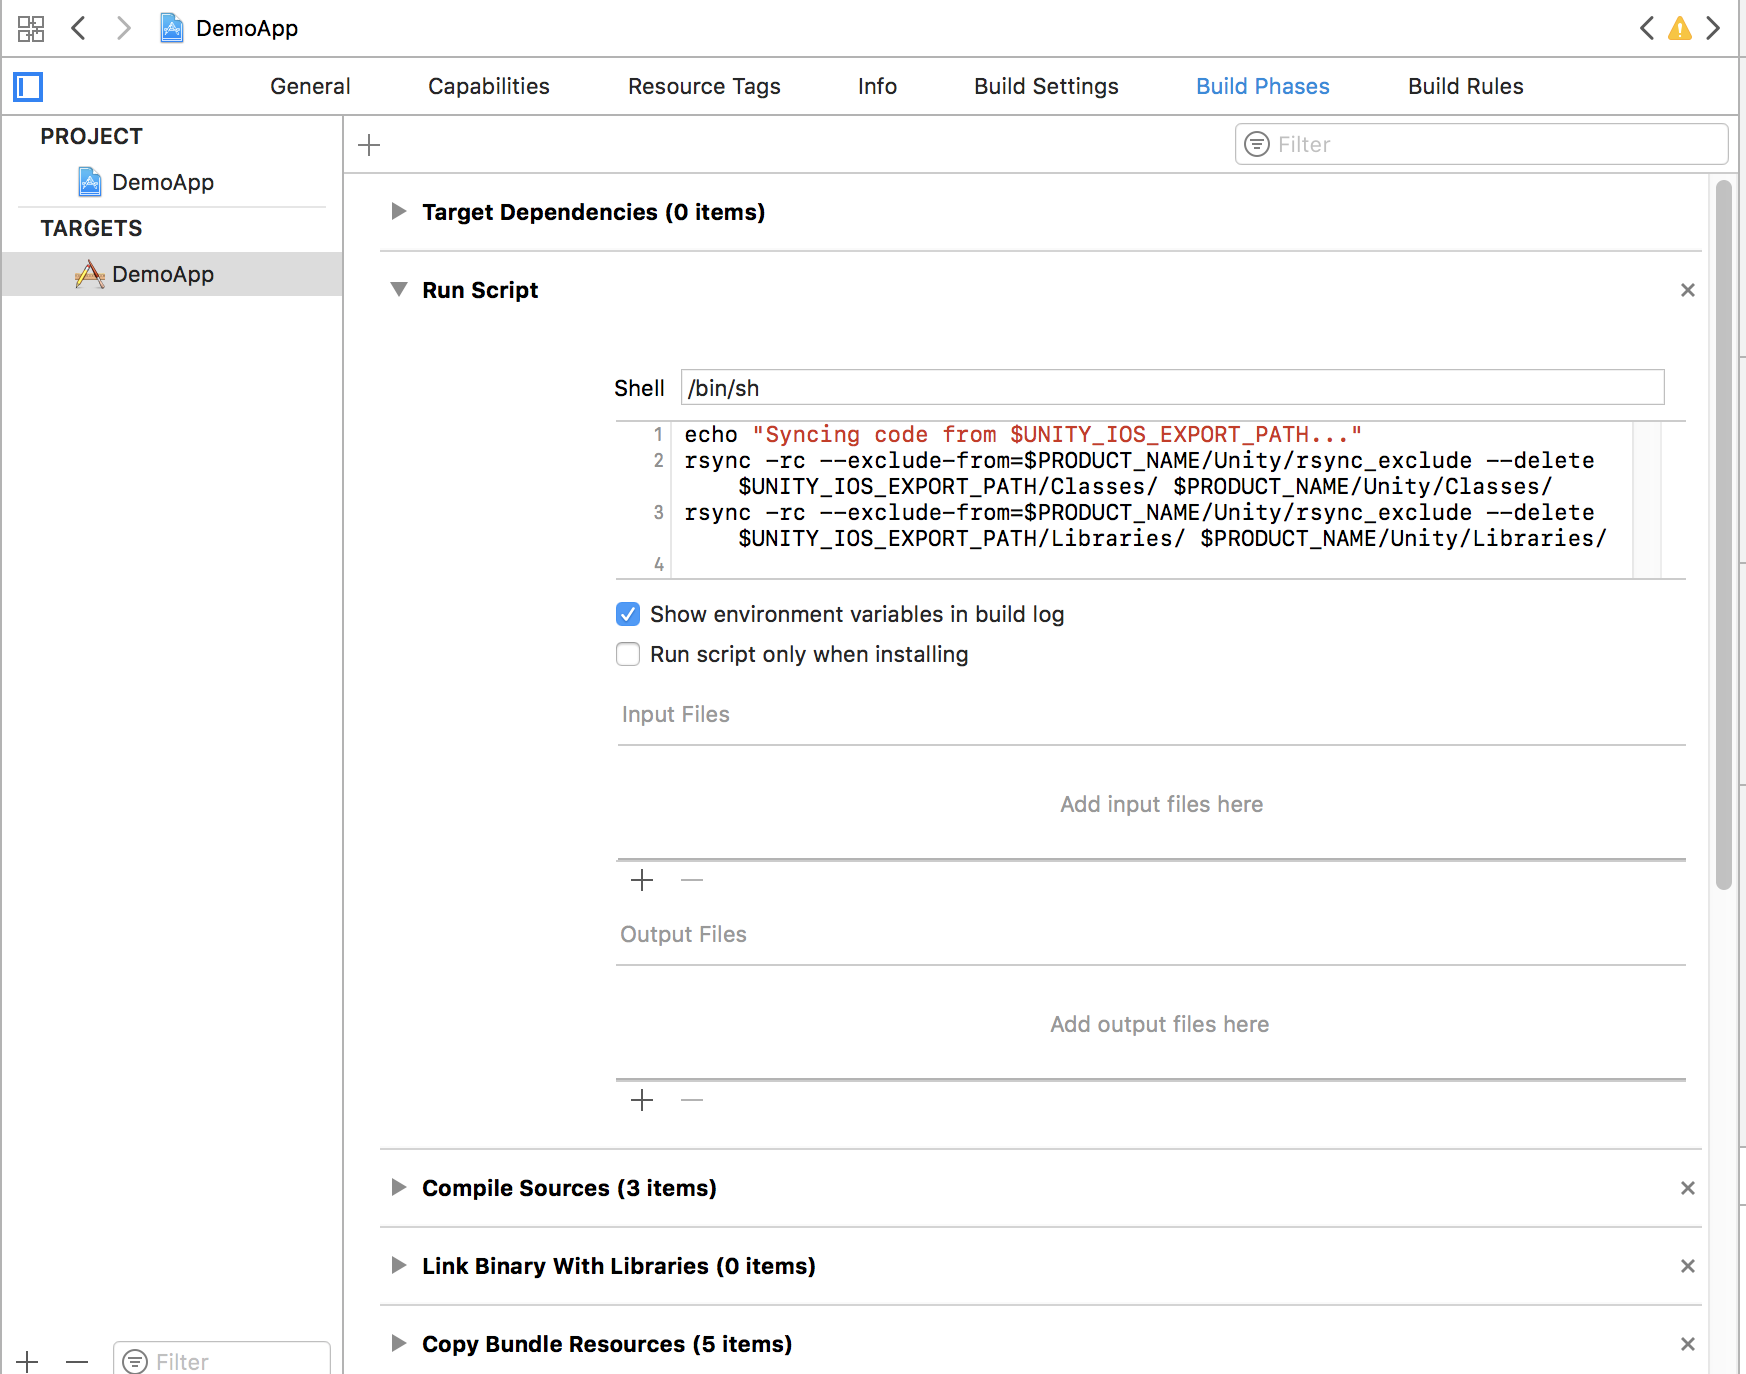 DemoApp
General Capabilities Resource Tags Info Build Settings Build Phases Build Rules
PROJECT
DemoApp
TARGETS
DemoApp
Filter
Target Dependencies (0 items)
Run Script
Shell /bin/sh
1 echo "Syncing code from $UNITY_IOS_EXPORT_PATH..."
2 rsync -rc --exclude-from=$PRODUCT_NAME/Unity/rsync_exclude --delete
$UNITY_IOS_EXPORT_PATH/Classes/ $PRODUCT_NAME/Unity/Classes/
3 rsync -rc --exclude-from=$PRODUCT_NAME/Unity/rsync_exclude --delete
$UNITY_IOS_EXPORT_PATH/Libraries/ $PRODUCT_NAME/Unity/Libraries/
4
Show environment variables in build log
Run script only when installing
Input Files
Add input files here
Output Files
Add output files here
Compile Sources (3 items)
Link Binary With Libraries (0 items)
Copy Bundle Resources (5 items)
Filter